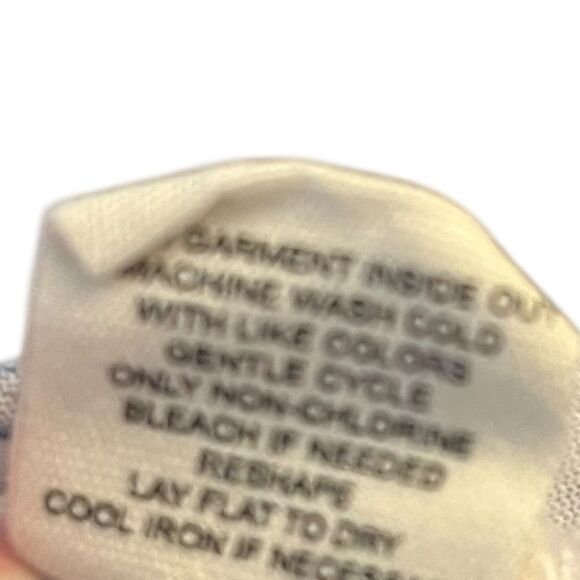 GARMENT INSIDE OUT
MACHINE WASH COLD
WITH LIKE COLORS
GENTLE CYCLE
ONLY NON-CHLORINE
BLEACH IF NEEDED
RESHAPE
LAY FLAT TO DRY
COOL IRON IF NECESS